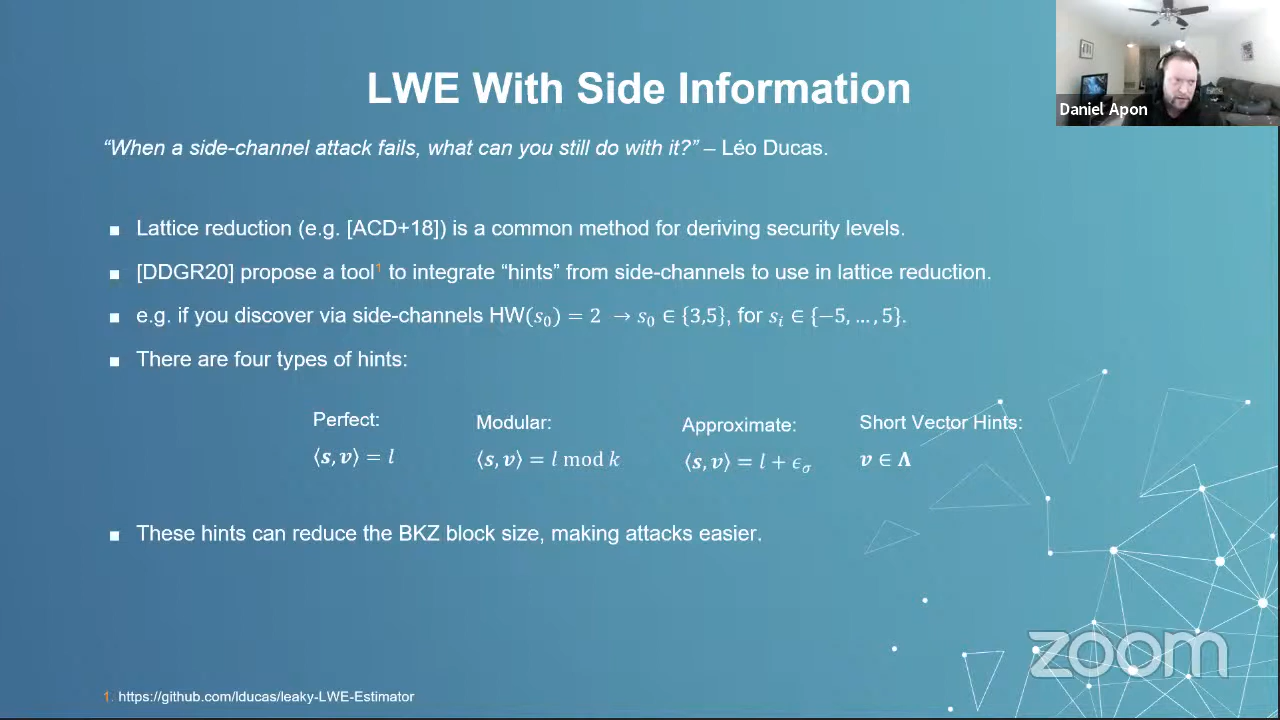 LWE With Side Information
Daniel Apon
“When a side-channel attack fails, what can you still do with it?” – Léo Ducas.
Lattice reduction (e.g. [ACD+18]) is a common method for deriving security levels.
[DDGR20] propose a tool¹ to integrate “hints” from side-channels to use in lattice reduction.
e.g. if you discover via side-channels HW(s₀) = 2 → s₀ ∈ {3,5}, for sᵢ ∈ {−5, … , 5}.
There are four types of hints:
Perfect:
⟨s, v⟩ = l
Modular:
⟨s, v⟩ = l mod k
Approximate:
⟨s, v⟩ = l + ϵ_σ
Short Vector Hints:
v ∈ Λ
These hints can reduce the BKZ block size, making attacks easier.
zoom
1. https://github.com/lducas/leaky-LWE-Estimator